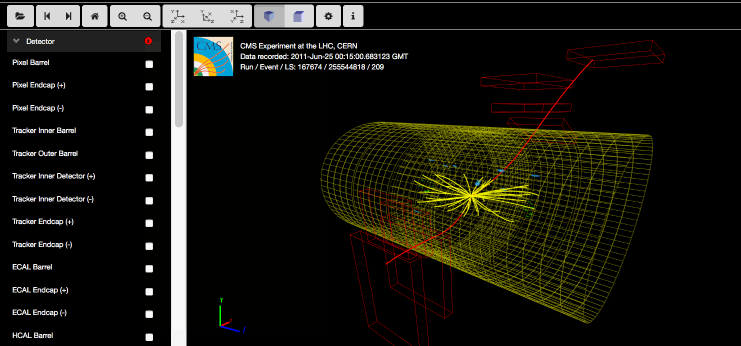 Detector
Pixel Barrel
Pixel Endcap (+)
Pixel Endcap (-)
Tracker Inner Barrel
Tracker Outer Barrel
Tracker Inner Detector (+)
Tracker Inner Detector (-)
Tracker Endcap (+)
Tracker Endcap (-)
ECAL Barrel
ECAL Endcap (+)
ECAL Endcap (-)
HCAL Barrel
CMS
CMS Experiment at the LHC, CERN
Data recorded: 2011-Jun-25 00:15:00.683123 GMT
Run / Event / LS: 167674 / 255544818 / 209
Y